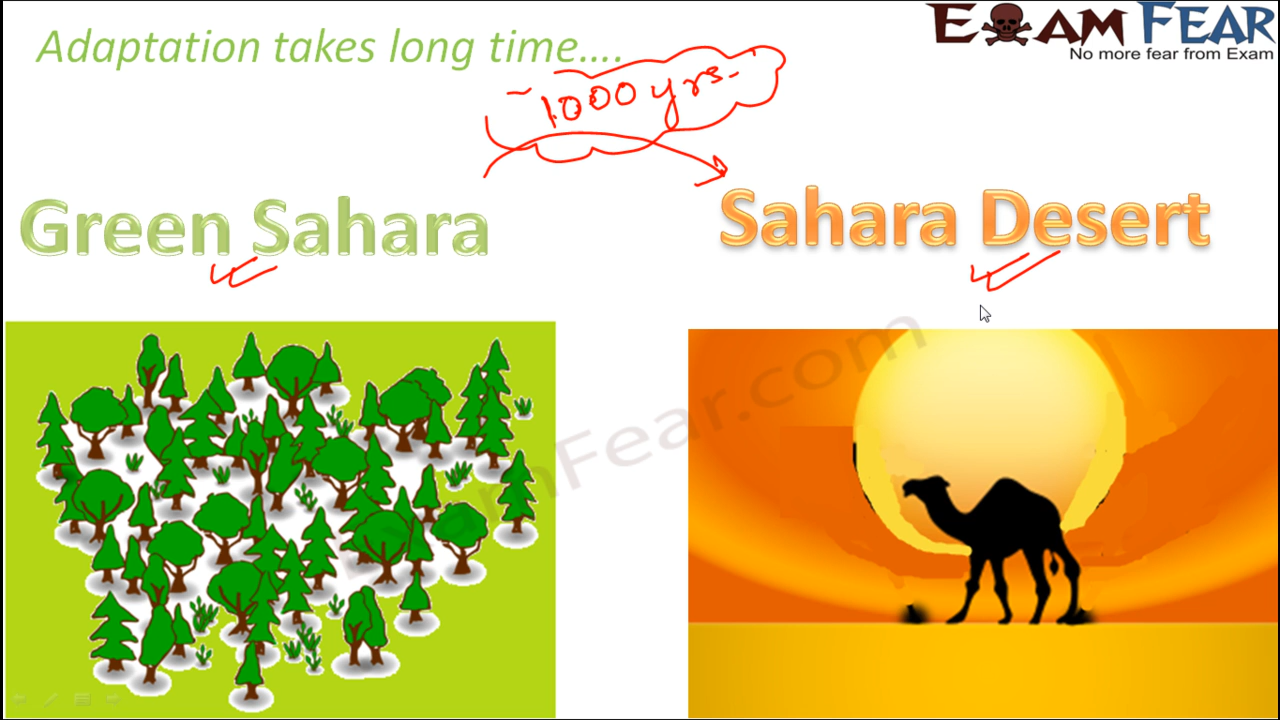 Adaptation takes long time….
EXAM FEAR
No more fear from Exam
~1000 yrs.
Green Sahara
Sahara Desert
ExamFear.com